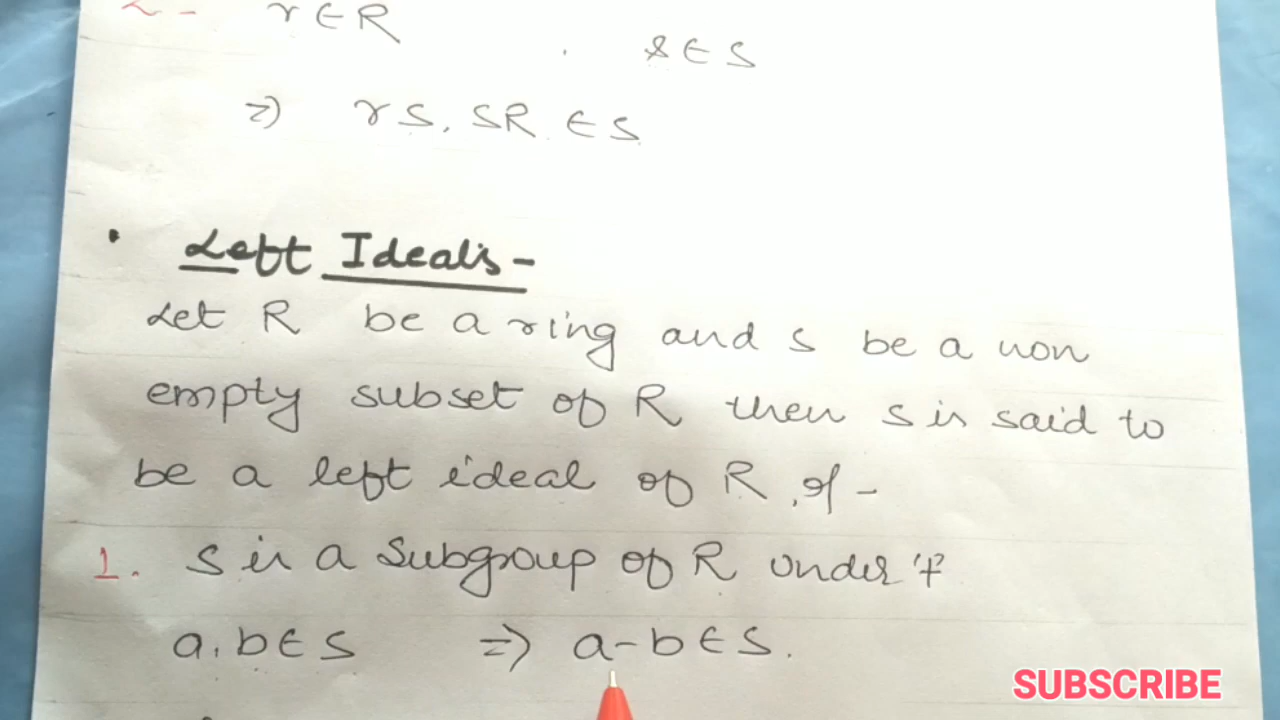 2- r ∈ R s ∈ S
=) rs, sR ∈ S
• Left Ideals -
Let R be a ring and s be a non
empty subset of R then s is said to
be a left ideal of R, if -
1. S is a Subgroup of R under '+
a, b ∈ S =) a-b ∈ S.
SUBSCRIBE